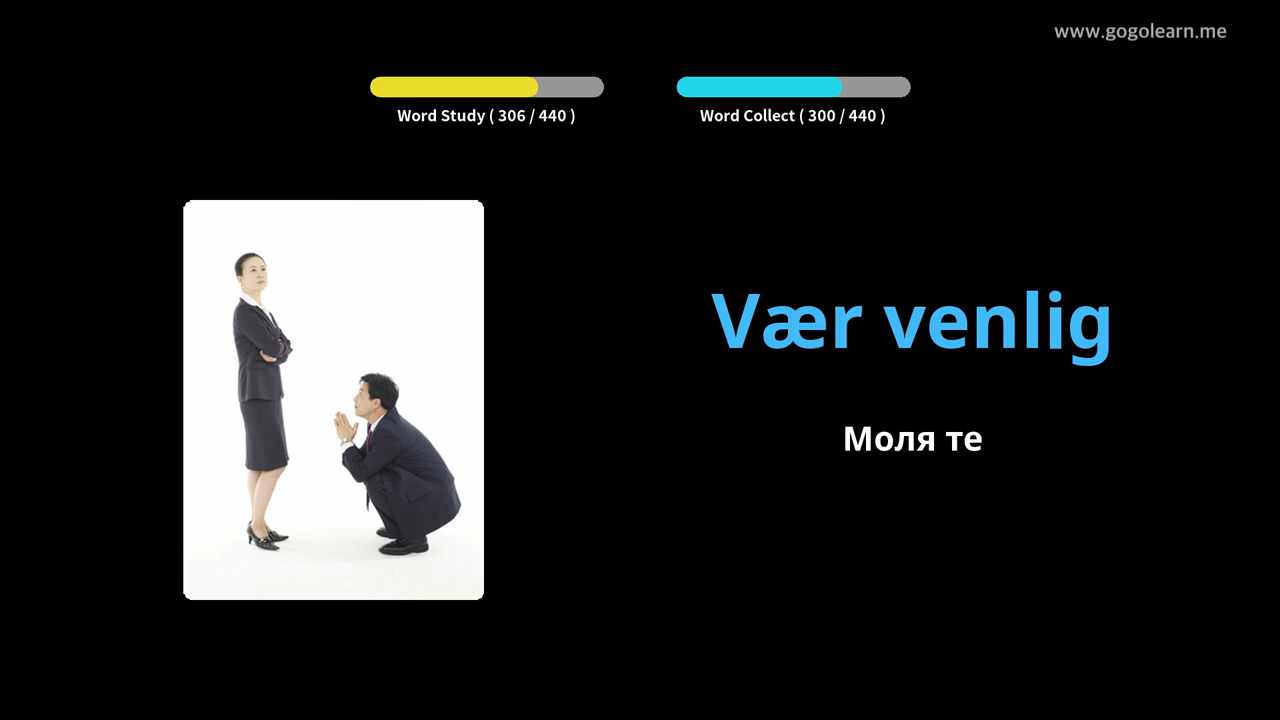 www.gogolearn.me
Word Study ( 306 / 440 )
Word Collect ( 300 / 440 )
Vær venlig
Моля те